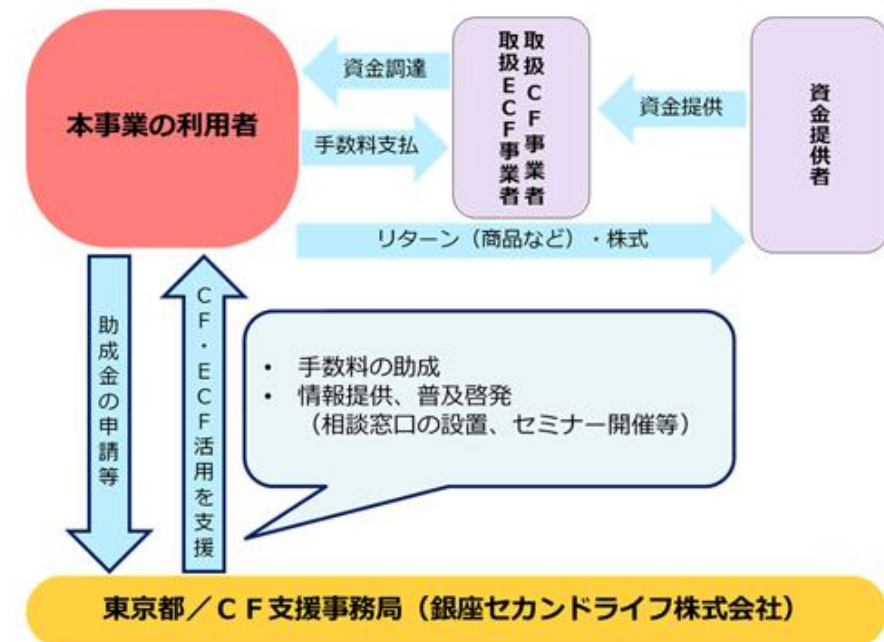 本事業の利用者
資金調達
手数料支払
取扱CF事業者
取扱ECF事業者
資金提供
資金提供者
リターン（商品など）・株式
助成金の申請等
CF・ECF活用を支援
• 手数料の助成
• 情報提供、普及啓発
（相談窓口の設置、セミナー開催等）
東京都／ＣＦ支援事務局（銀座セカンドライフ株式会社）